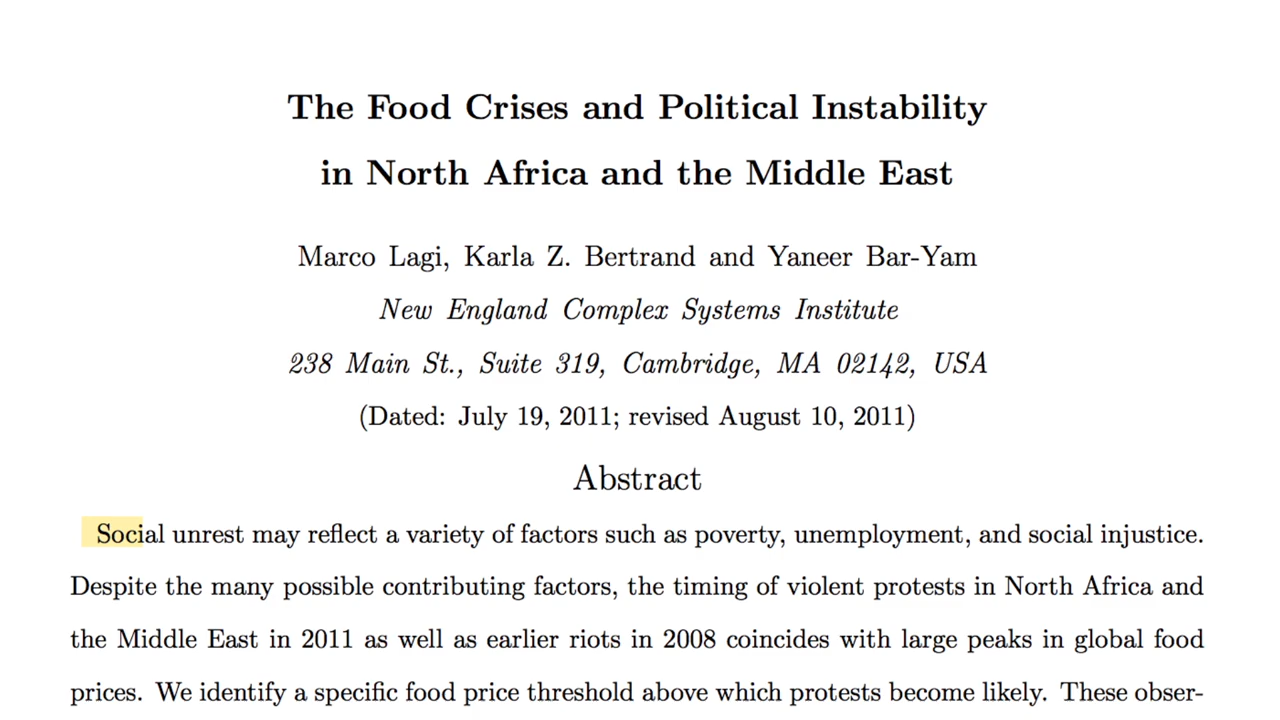 The Food Crises and Political Instability
in North Africa and the Middle East
Marco Lagi, Karla Z. Bertrand and Yaneer Bar-Yam
New England Complex Systems Institute
238 Main St., Suite 319, Cambridge, MA 02142, USA
(Dated: July 19, 2011; revised August 10, 2011)
Abstract
Social unrest may reflect a variety of factors such as poverty, unemployment, and social injustice.
Despite the many possible contributing factors, the timing of violent protests in North Africa and
the Middle East in 2011 as well as earlier riots in 2008 coincides with large peaks in global food
prices. We identify a specific food price threshold above which protests become likely. These obser-